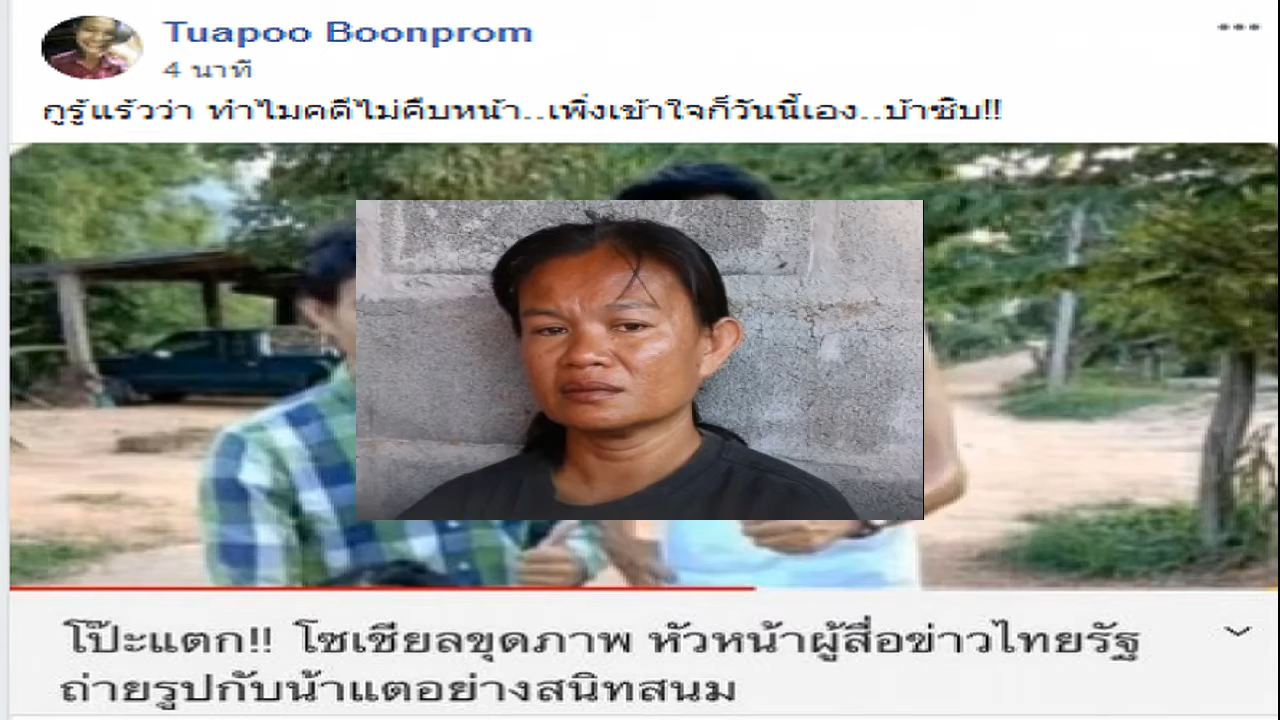 Tuapoo Boonprom
4 นาที
กูรู้แร้วว่า ทำไมคดีไม่คืบหน้า..เพิ่งเข้าใจก็วันนี้เอง..บ้าซิบ!!
โป๊ะแตก!! โซเชียลขุดภาพ หัวหน้าผู้สื่อข่าวไทยรัฐ
ถ่ายรูปกับน้าแตอย่างสนิทสนม